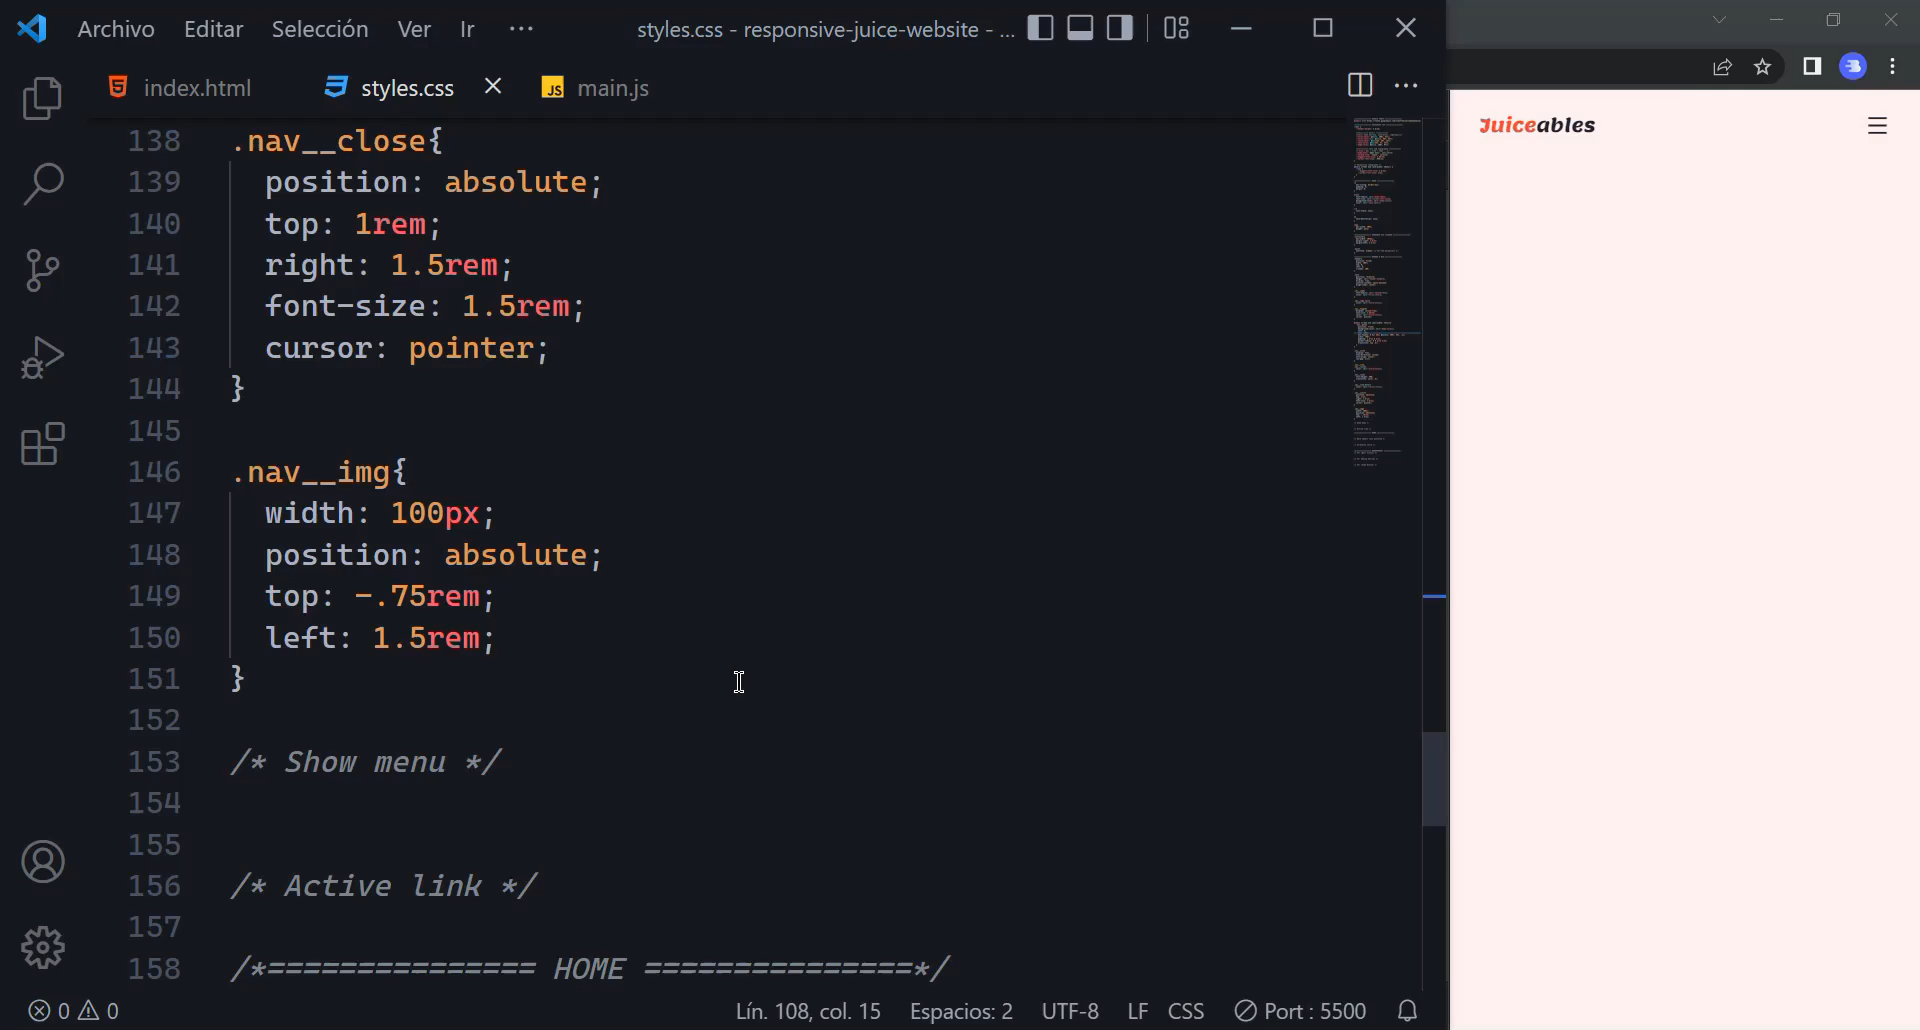 Archivo Editar Selección Ver Ir ··· styles.css - responsive-juice-website - ...
index.html styles.css JS main.js
Juiceables
138 .nav__close{
139 position: absolute;
140 top: 1rem;
141 right: 1.5rem;
142 font-size: 1.5rem;
143 cursor: pointer;
144 }
145
146 .nav__img{
147 width: 100px;
148 position: absolute;
149 top: -.75rem;
150 left: 1.5rem;
151 }
152
153 /* Show menu */
154
155
156 /* Active link */
157
158 /*=============== HOME ===============*/
0 0 Lín. 108, col. 15 Espacios: 2 UTF-8 LF CSS Port : 5500